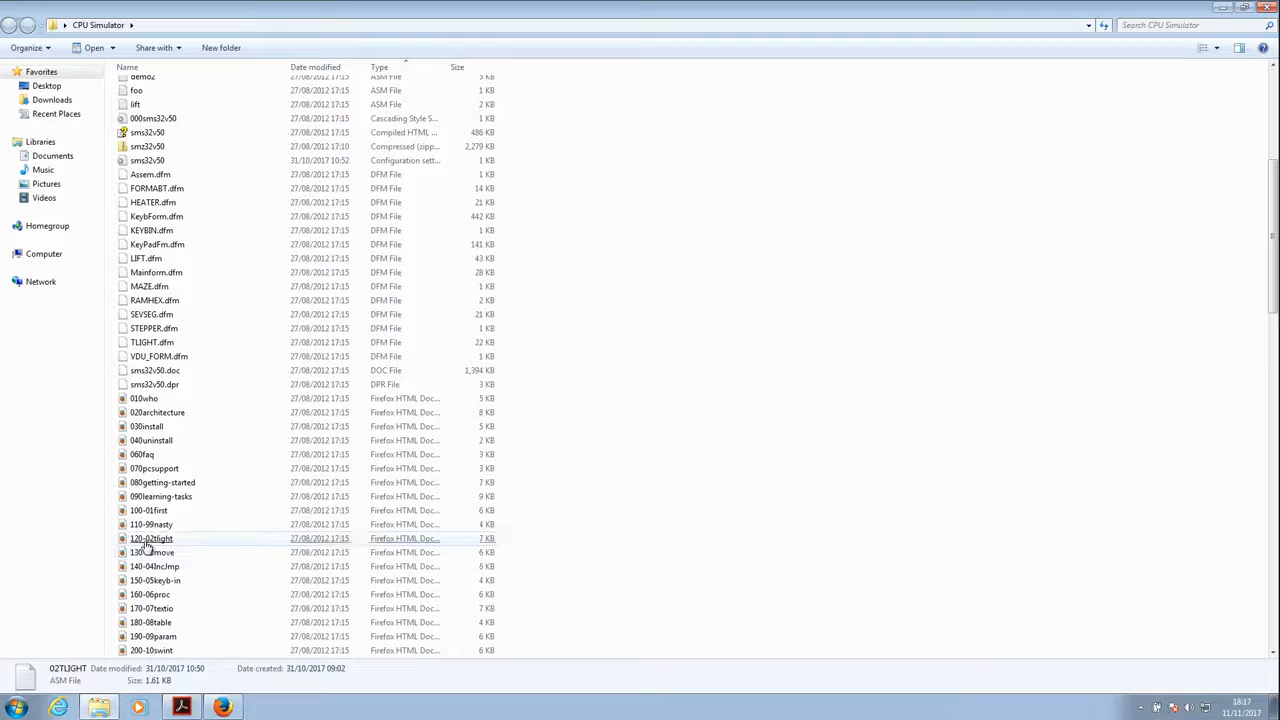 CPU Simulator
Search CPU Simulator
Organize Open Share with New folder
Name Date modified Type Size
Favorites
Desktop
Downloads
Recent Places
Libraries
Documents
Music
Pictures
Videos
Homegroup
Computer
Network
demo2 27/08/2012 17:15 ASM File 5 KB
foo 27/08/2012 17:15 ASM File 1 KB
lift 27/08/2012 17:15 ASM File 2 KB
000sms32v50 27/08/2012 17:15 Cascading Style S... 1 KB
sms32v50 27/08/2012 17:15 Compiled HTML ... 486 KB
smz32v50 27/08/2012 17:10 Compressed (zipp... 2,279 KB
sms32v50 31/10/2017 10:52 Configuration sett... 1 KB
Assem.dfm 27/08/2012 17:15 DFM File 1 KB
FORMABT.dfm 27/08/2012 17:15 DFM File 14 KB
HEATER.dfm 27/08/2012 17:15 DFM File 21 KB
KeybForm.dfm 27/08/2012 17:15 DFM File 442 KB
KEYBIN.dfm 27/08/2012 17:15 DFM File 1 KB
KeyPadFm.dfm 27/08/2012 17:15 DFM File 141 KB
LIFT.dfm 27/08/2012 17:15 DFM File 43 KB
Mainform.dfm 27/08/2012 17:15 DFM File 28 KB
MAZE.dfm 27/08/2012 17:15 DFM File 1 KB
RAMHEX.dfm 27/08/2012 17:15 DFM File 2 KB
SEVSEG.dfm 27/08/2012 17:15 DFM File 21 KB
STEPPER.dfm 27/08/2012 17:15 DFM File 1 KB
TLIGHT.dfm 27/08/2012 17:15 DFM File 22 KB
VDU_FORM.dfm 27/08/2012 17:15 DFM File 1 KB
sms32v50.doc 27/08/2012 17:15 DOC File 1,394 KB
sms32v50.dpr 27/08/2012 17:15 DPR File 3 KB
010who 27/08/2012 17:15 Firefox HTML Doc... 5 KB
020architecture 27/08/2012 17:15 Firefox HTML Doc... 8 KB
030install 27/08/2012 17:15 Firefox HTML Doc... 6 KB
040uninstall 27/08/2012 17:15 Firefox HTML Doc... 2 KB
060faq 27/08/2012 17:15 Firefox HTML Doc... 3 KB
070pcsupport 27/08/2012 17:15 Firefox HTML Doc... 3 KB
080getting-started 27/08/2012 17:15 Firefox HTML Doc... 7 KB
090learning-tasks 27/08/2012 17:15 Firefox HTML Doc... 9 KB
100-01first 27/08/2012 17:15 Firefox HTML Doc... 6 KB
110-99nasty 27/08/2012 17:15 Firefox HTML Doc... 4 KB
120-02tlight 27/08/2012 17:15 Firefox HTML Doc... 7 KB
27/08/2012 17:15 Firefox HTML Doc... 6 KB
140-04IncJmp 27/08/2012 17:15 Firefox HTML Doc... 6 KB
150-05keyb-in 27/08/2012 17:15 Firefox HTML Doc... 4 KB
160-06proc 27/08/2012 17:15 Firefox HTML Doc... 6 KB
170-07textio 27/08/2012 17:15 Firefox HTML Doc... 7 KB
180-08table 27/08/2012 17:15 Firefox HTML Doc... 4 KB
190-09param 27/08/2012 17:15 Firefox HTML Doc... 6 KB
200-10swint 27/08/2012 17:15 Firefox HTML Doc... 6 KB
02TLIGHT Date modified: 31/10/2017 10:50 Date created: 31/10/2017 09:02
ASM File Size: 1.61 KB
18:17
11/11/2017